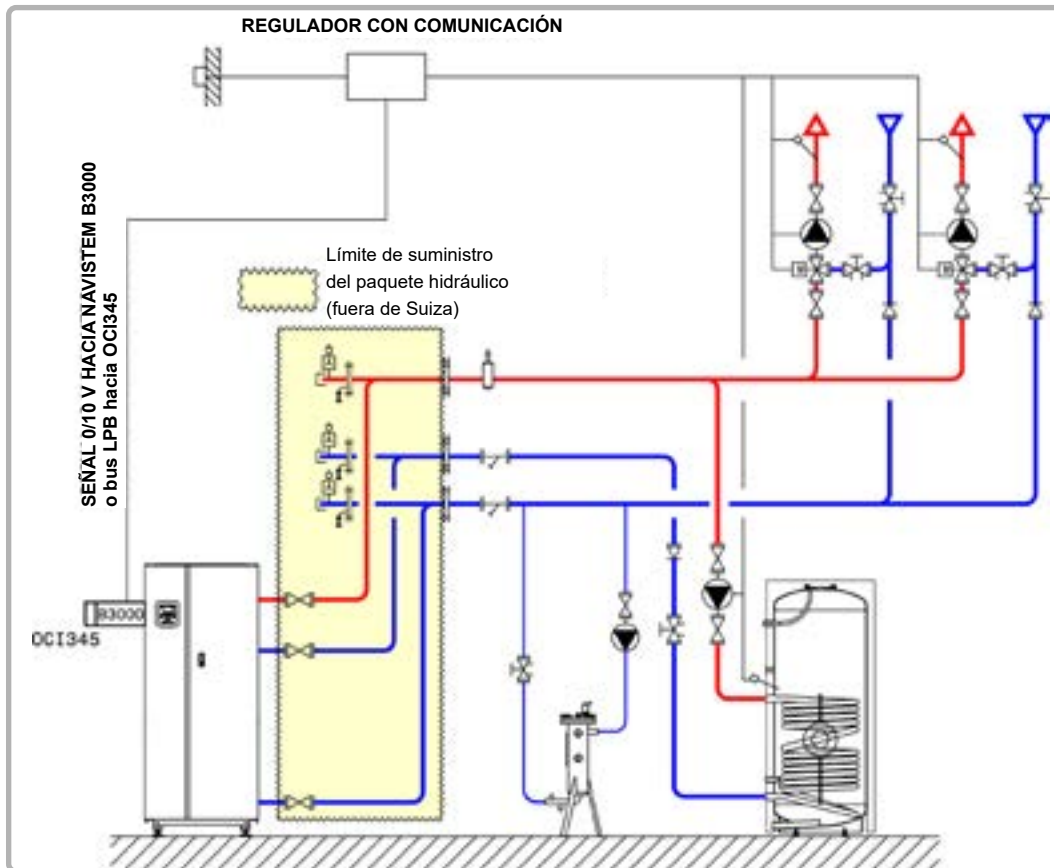 REGULADOR CON COMUNICACIÓN
SEÑAL 0/10 V HACIA NAVISTEM B3000
o bus LPB hacia OCI345
Límite de suministro
del paquete hidráulico
(fuera de Suiza)
B3000
OCI345